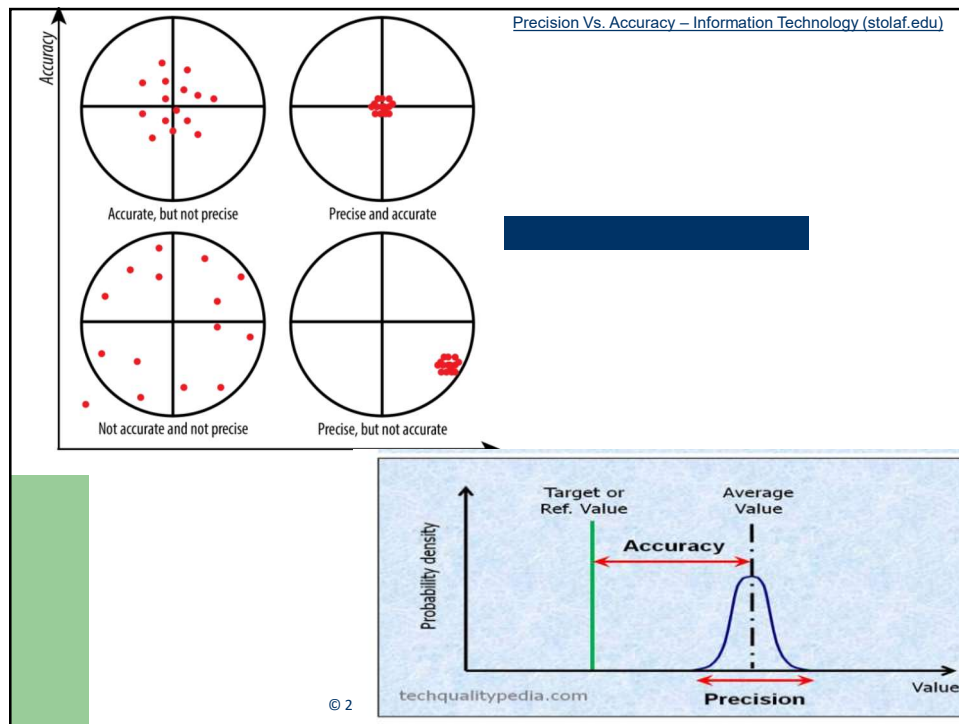 Precision Vs. Accuracy – Information Technology (stolaf.edu)
Accuracy
Accurate, but not precise
Precise and accurate
Not accurate and not precise
Precise, but not accurate
Target or
Ref. Value
Average
Value
Accuracy
Probability density
Value
Precision
techqualitypedia.com
© 2